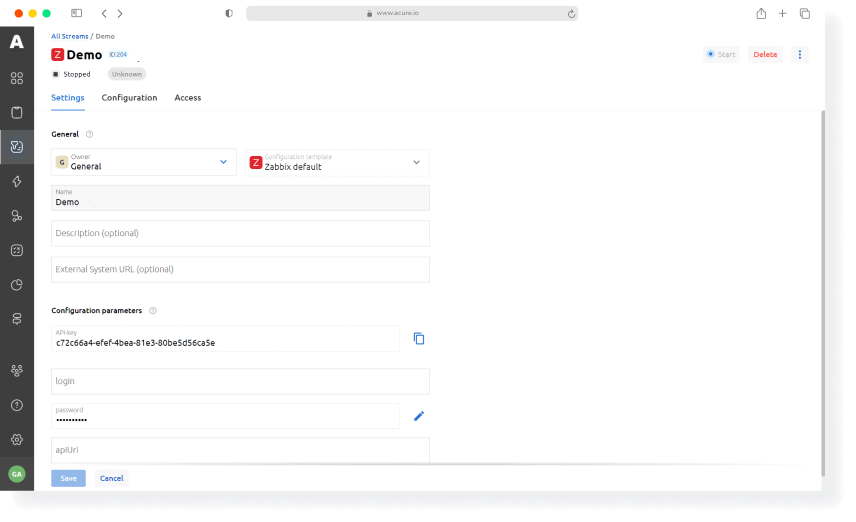 www.acure.io
A
All Streams / Demo
Z Demo ID:204
Start
Delete
Stopped
Unknown
Settings
Configuration
Access
General ?
G
Owner
General
Z
Configuration template
Zabbix default
Name
Demo
Description (optional)
External System URL (optional)
Configuration parameters ?
API-key
c72c66a4-efef-4bea-81e3-80be5d56ca5e
login
password
••••••••••
apiUrl
GA
Save
Cancel